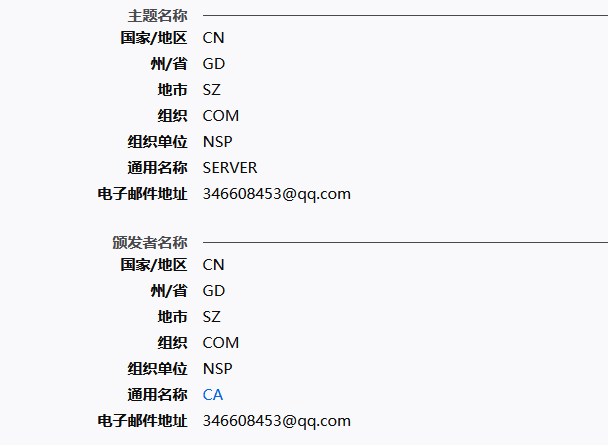 主题名称
国家/地区 CN
州/省 GD
地市 SZ
组织 COM
组织单位 NSP
通用名称 SERVER
电子邮件地址 346608453@qq.com
颁发者名称
国家/地区 CN
州/省 GD
地市 SZ
组织 COM
组织单位 NSP
通用名称 CA
电子邮件地址 346608453@qq.com